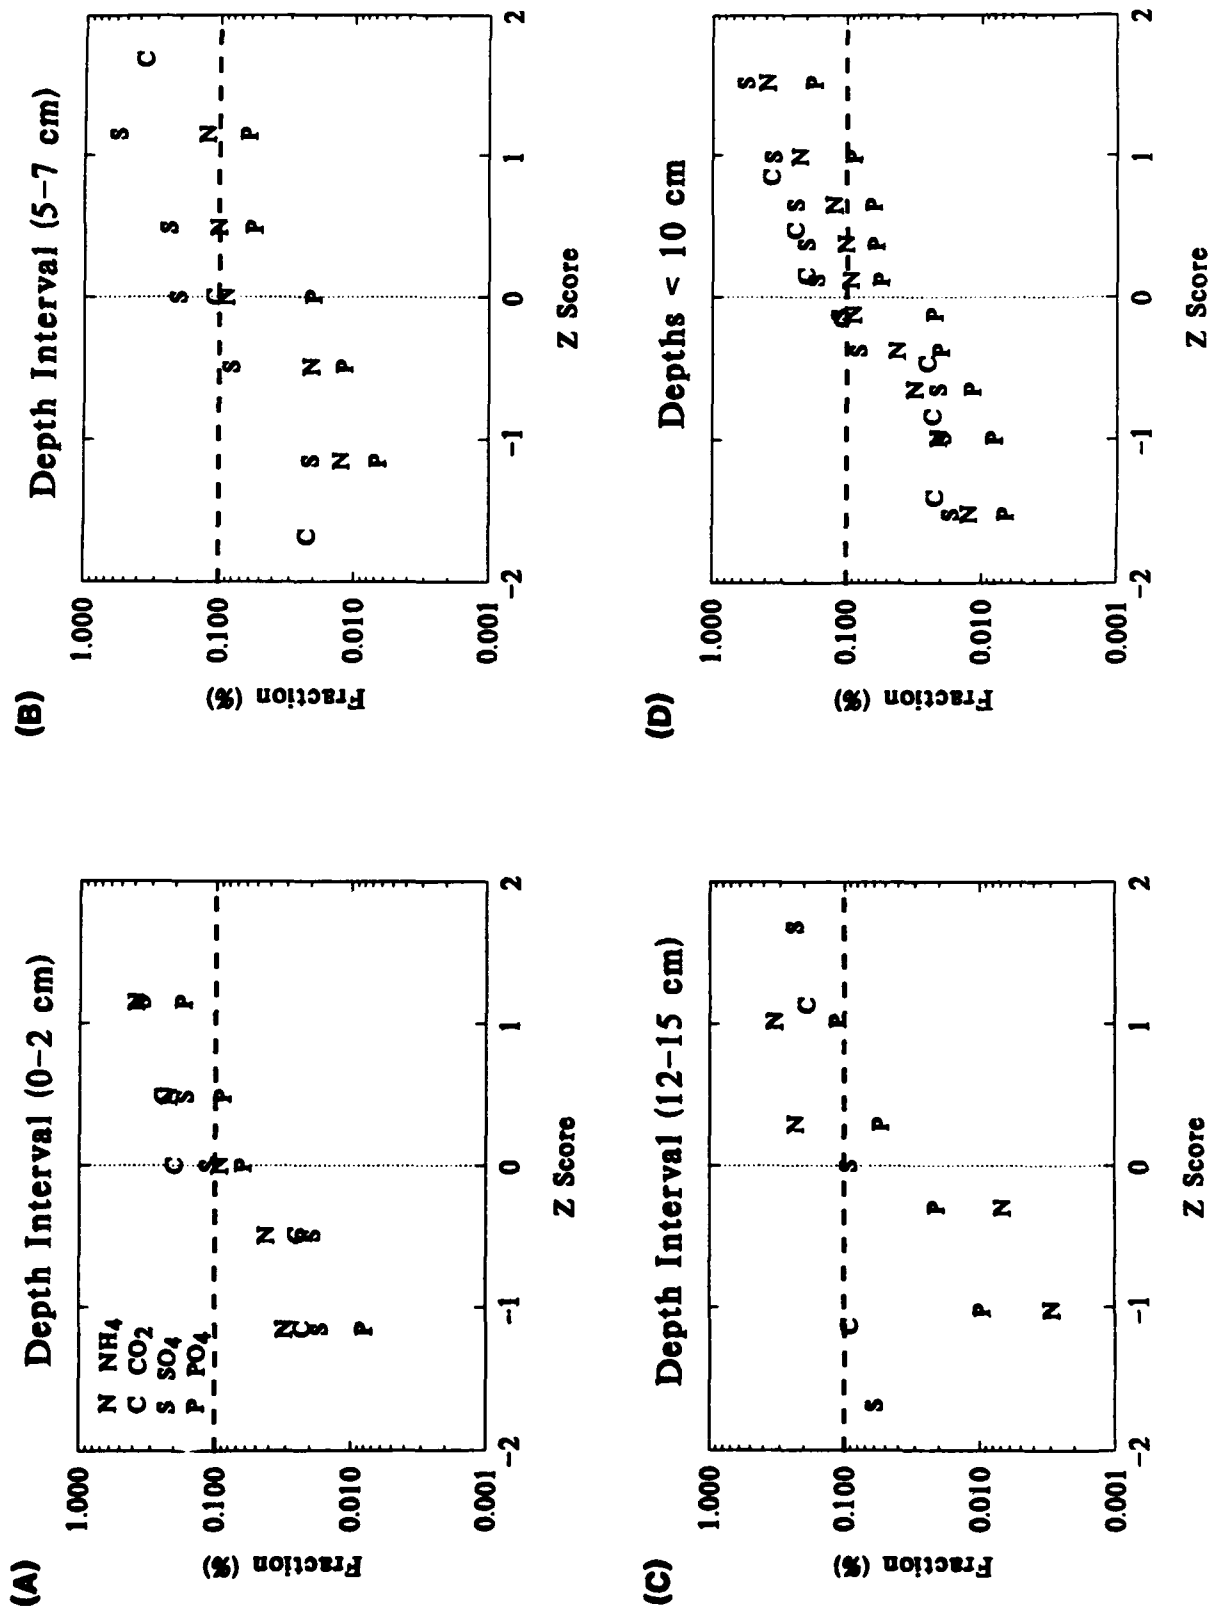 (A)
Depth Interval (0-2 cm)
N NH4
C CO2
S SO4
P PO4
1.000
0.100
0.010
0.001
Fraction (%)
-2 -1 0 1 2
Z Score
N C S P
(B)
Depth Interval (5-7 cm)
1.000
0.100
0.010
0.001
Fraction (%)
-2 -1 0 1 2
Z Score
N C S P
(C)
Depth Interval (12-15 cm)
1.000
0.100
0.010
0.001
Fraction (%)
-2 -1 0 1 2
Z Score
N C S P
(D)
Depths < 10 cm
1.000
0.100
0.010
0.001
Fraction (%)
-2 -1 0 1 2
Z Score
N C S P